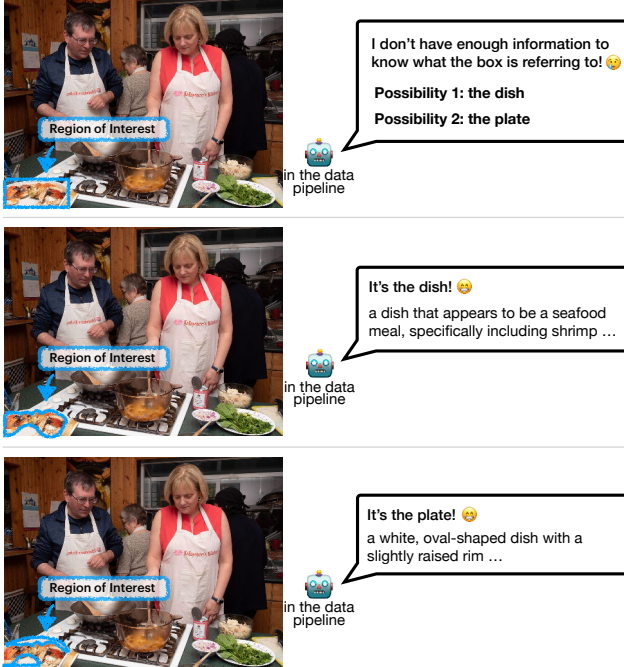 I don’t have enough information to
know what the box is referring to! 😢
Possibility 1: the dish
Possibility 2: the plate
Region of Interest
in the data
pipeline
It’s the dish! 😁
a dish that appears to be a seafood
meal, specifically including shrimp …
Region of Interest
in the data
pipeline
It’s the plate! 😁
a white, oval-shaped dish with a
slightly raised rim …
Region of Interest
in the data
pipeline